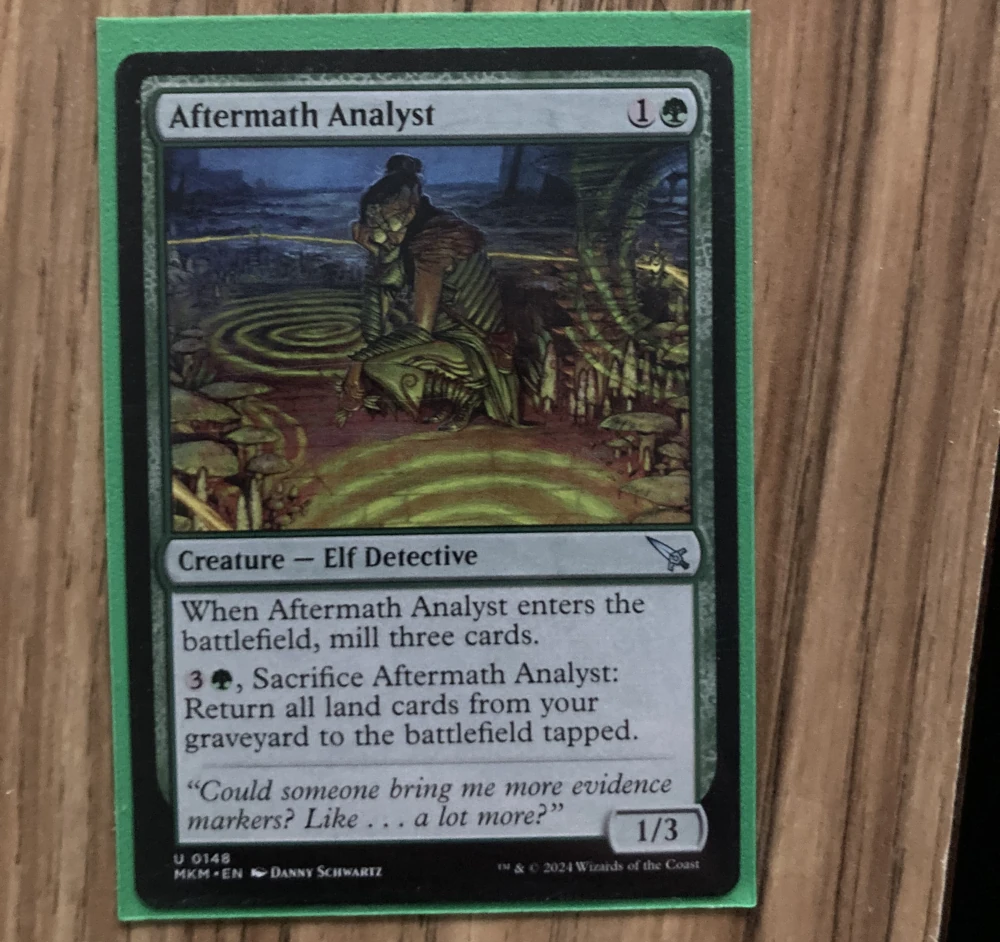 Aftermath Analyst 1
Creature — Elf Detective
When Aftermath Analyst enters the
battlefield, mill three cards.
3, Sacrifice Aftermath Analyst:
Return all land cards from your
graveyard to the battlefield tapped.
“Could someone bring me more evidence
markers? Like . . . a lot more?”
1/3
U 0148
MKM • EN DANNY SCHWARTZ
™ & © 2024 Wizards of the Coast